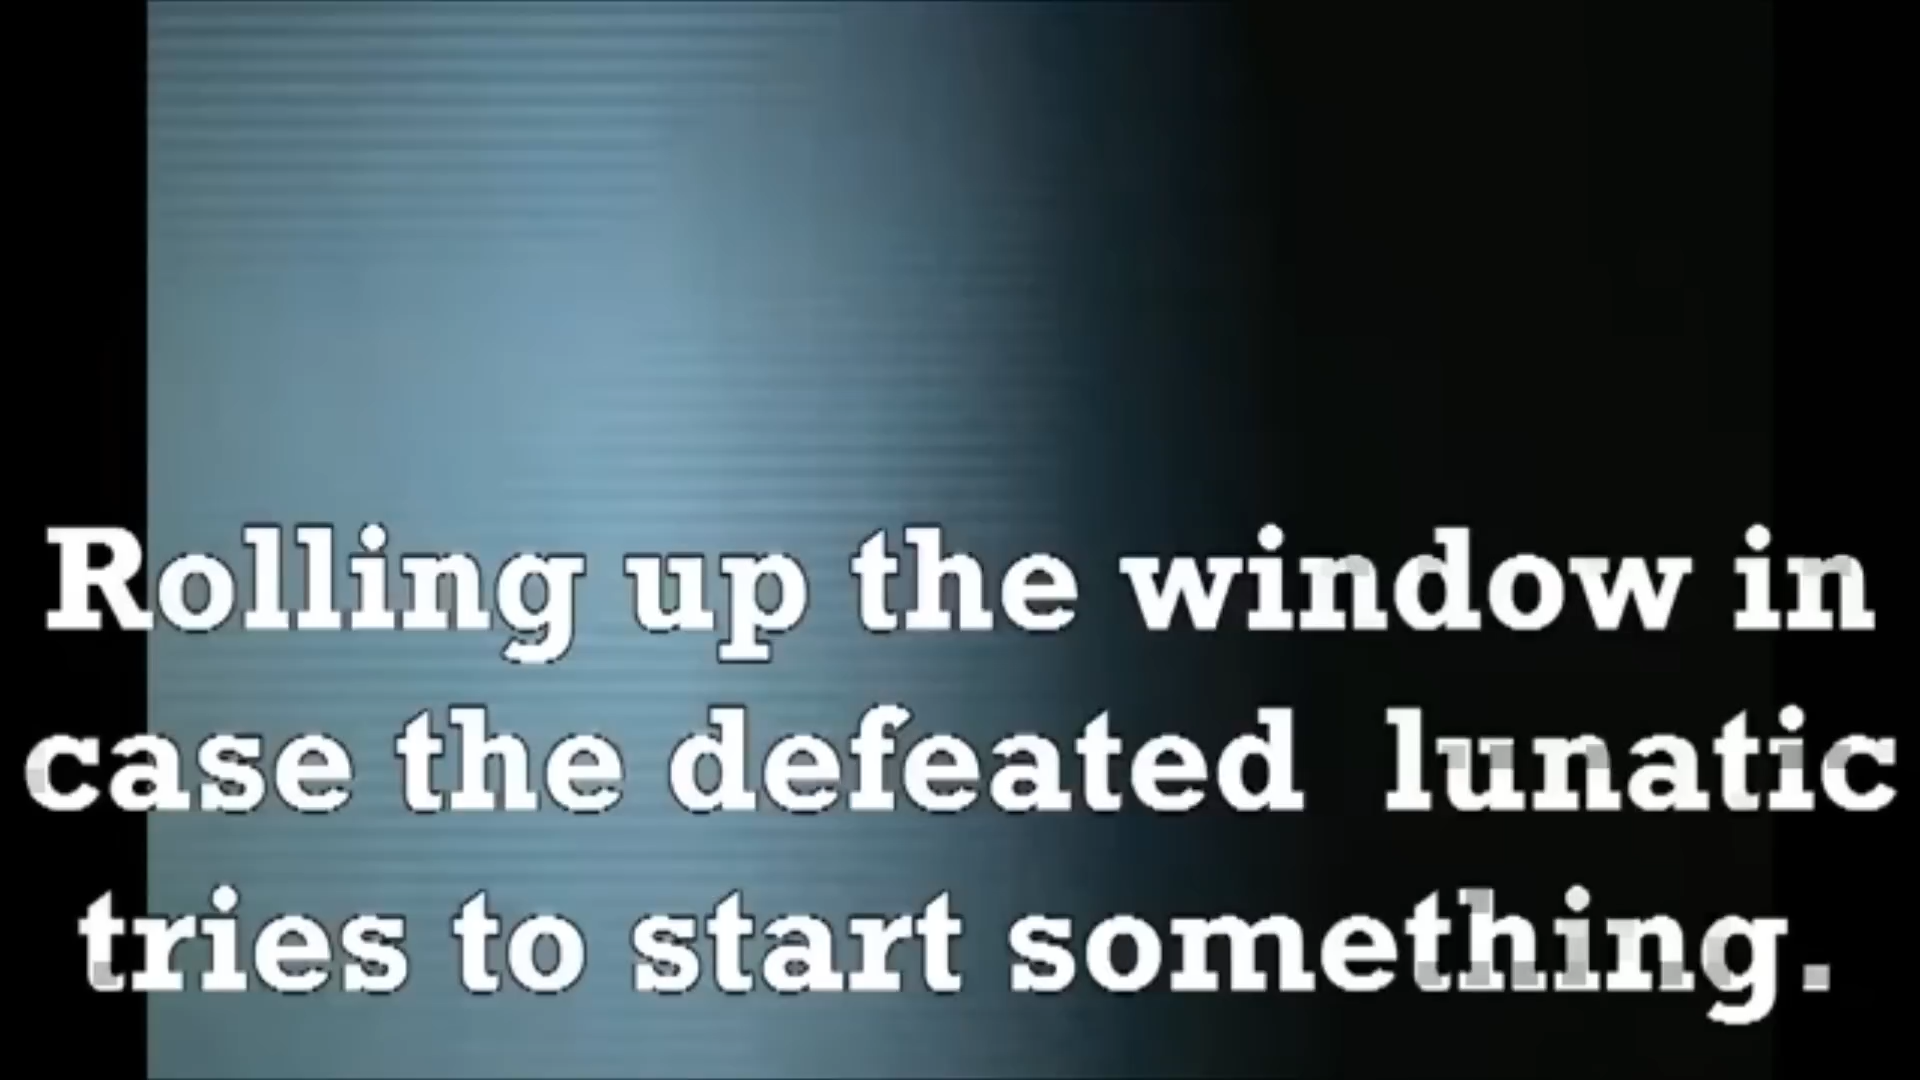 Rolling up the window in
case the defeated  lunatic
tries to start something.